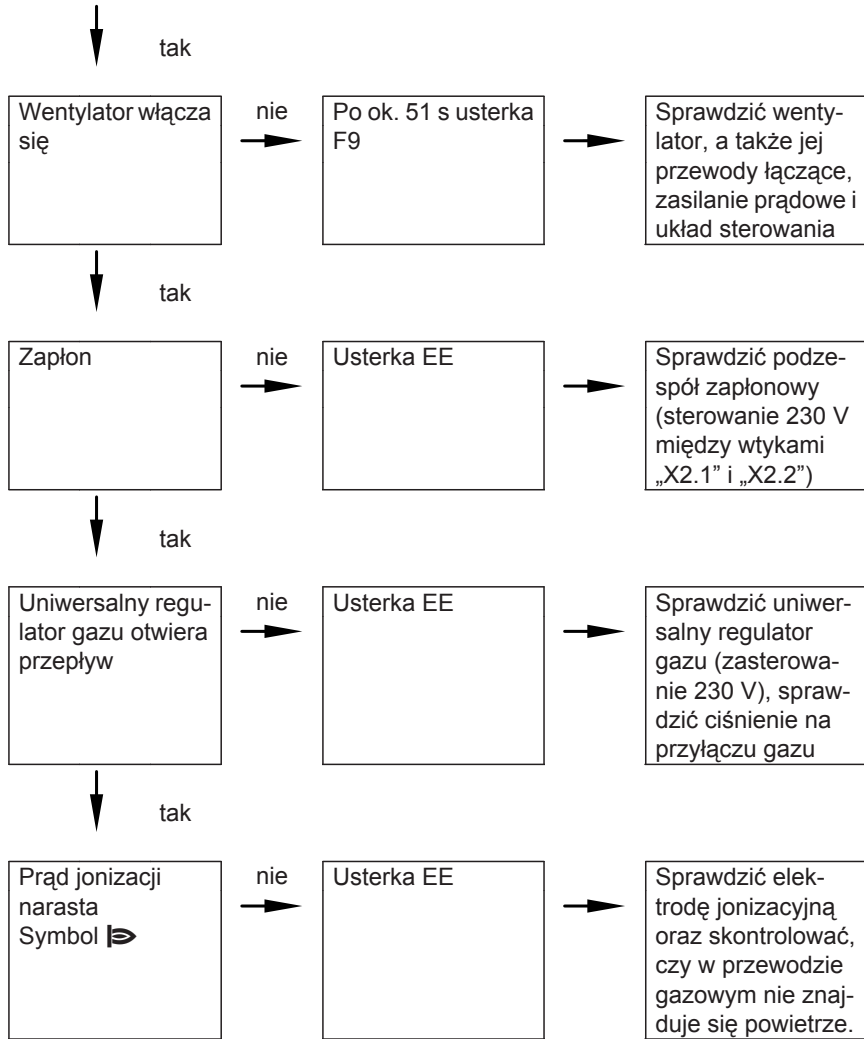 tak
Wentylator włącza
się
nie
Po ok. 51 s usterka
F9
Sprawdzić wenty-
lator, a także jej
przewody łączące,
zasilanie prądowe i
układ sterowania
tak
Zapłon
nie
Usterka EE
Sprawdzić podze-
spół zapłonowy
(sterowanie 230 V
między wtykami
„X2.1” i „X2.2”)
tak
Uniwersalny regu-
lator gazu otwiera
przepływ
nie
Usterka EE
Sprawdzić uniwer-
salny regulator
gazu (zasterowa-
nie 230 V), spraw-
dzić ciśnienie na
przyłączu gazu
tak
Prąd jonizacji
narasta
Symbol
nie
Usterka EE
Sprawdzić elek-
trodę jonizacyjną
oraz skontrolować,
czy w przewodzie
gazowym nie znaj-
duje się powietrze.